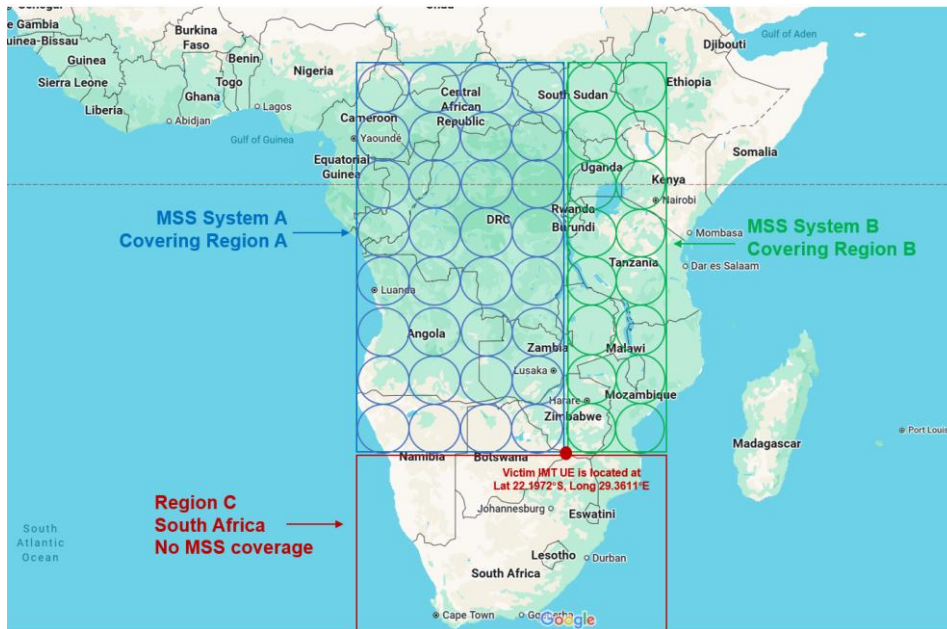 Senegal
e Gambia
uinea-Bissau
Guinea
Sierra Leone
Liberia
Burkina
Faso
Benin
Togo
Ghana
Abidjan
Lagos
Nigeria
Gulf of Guinea
Cameroon
Yaoundé
Equatorial
Guinea
Central
African
Republic
South Sudan
Ethiopia
Djibouti
Gulf of Aden
Somalia
Uganda
Kenya
Nairobi
DRC
Rwanda
Burundi
Mombasa
Tanzania
Dar es Salaam
MSS System A
Covering Region A
MSS System B
Covering Region B
Luanda
Angola
Zambia
Malawi
Lusaka
Harare
Mozambique
Zimbabwe
Madagascar
Port Louis
Namibia
Botswana
Victim IMT UE is located at
Lat 22.1972°S, Long 29.3611°E
Region C
South Africa
No MSS coverage
Johannesburg
Eswatini
Lesotho
Durban
South Africa
South
Atlantic
Ocean
Cape Town
Google